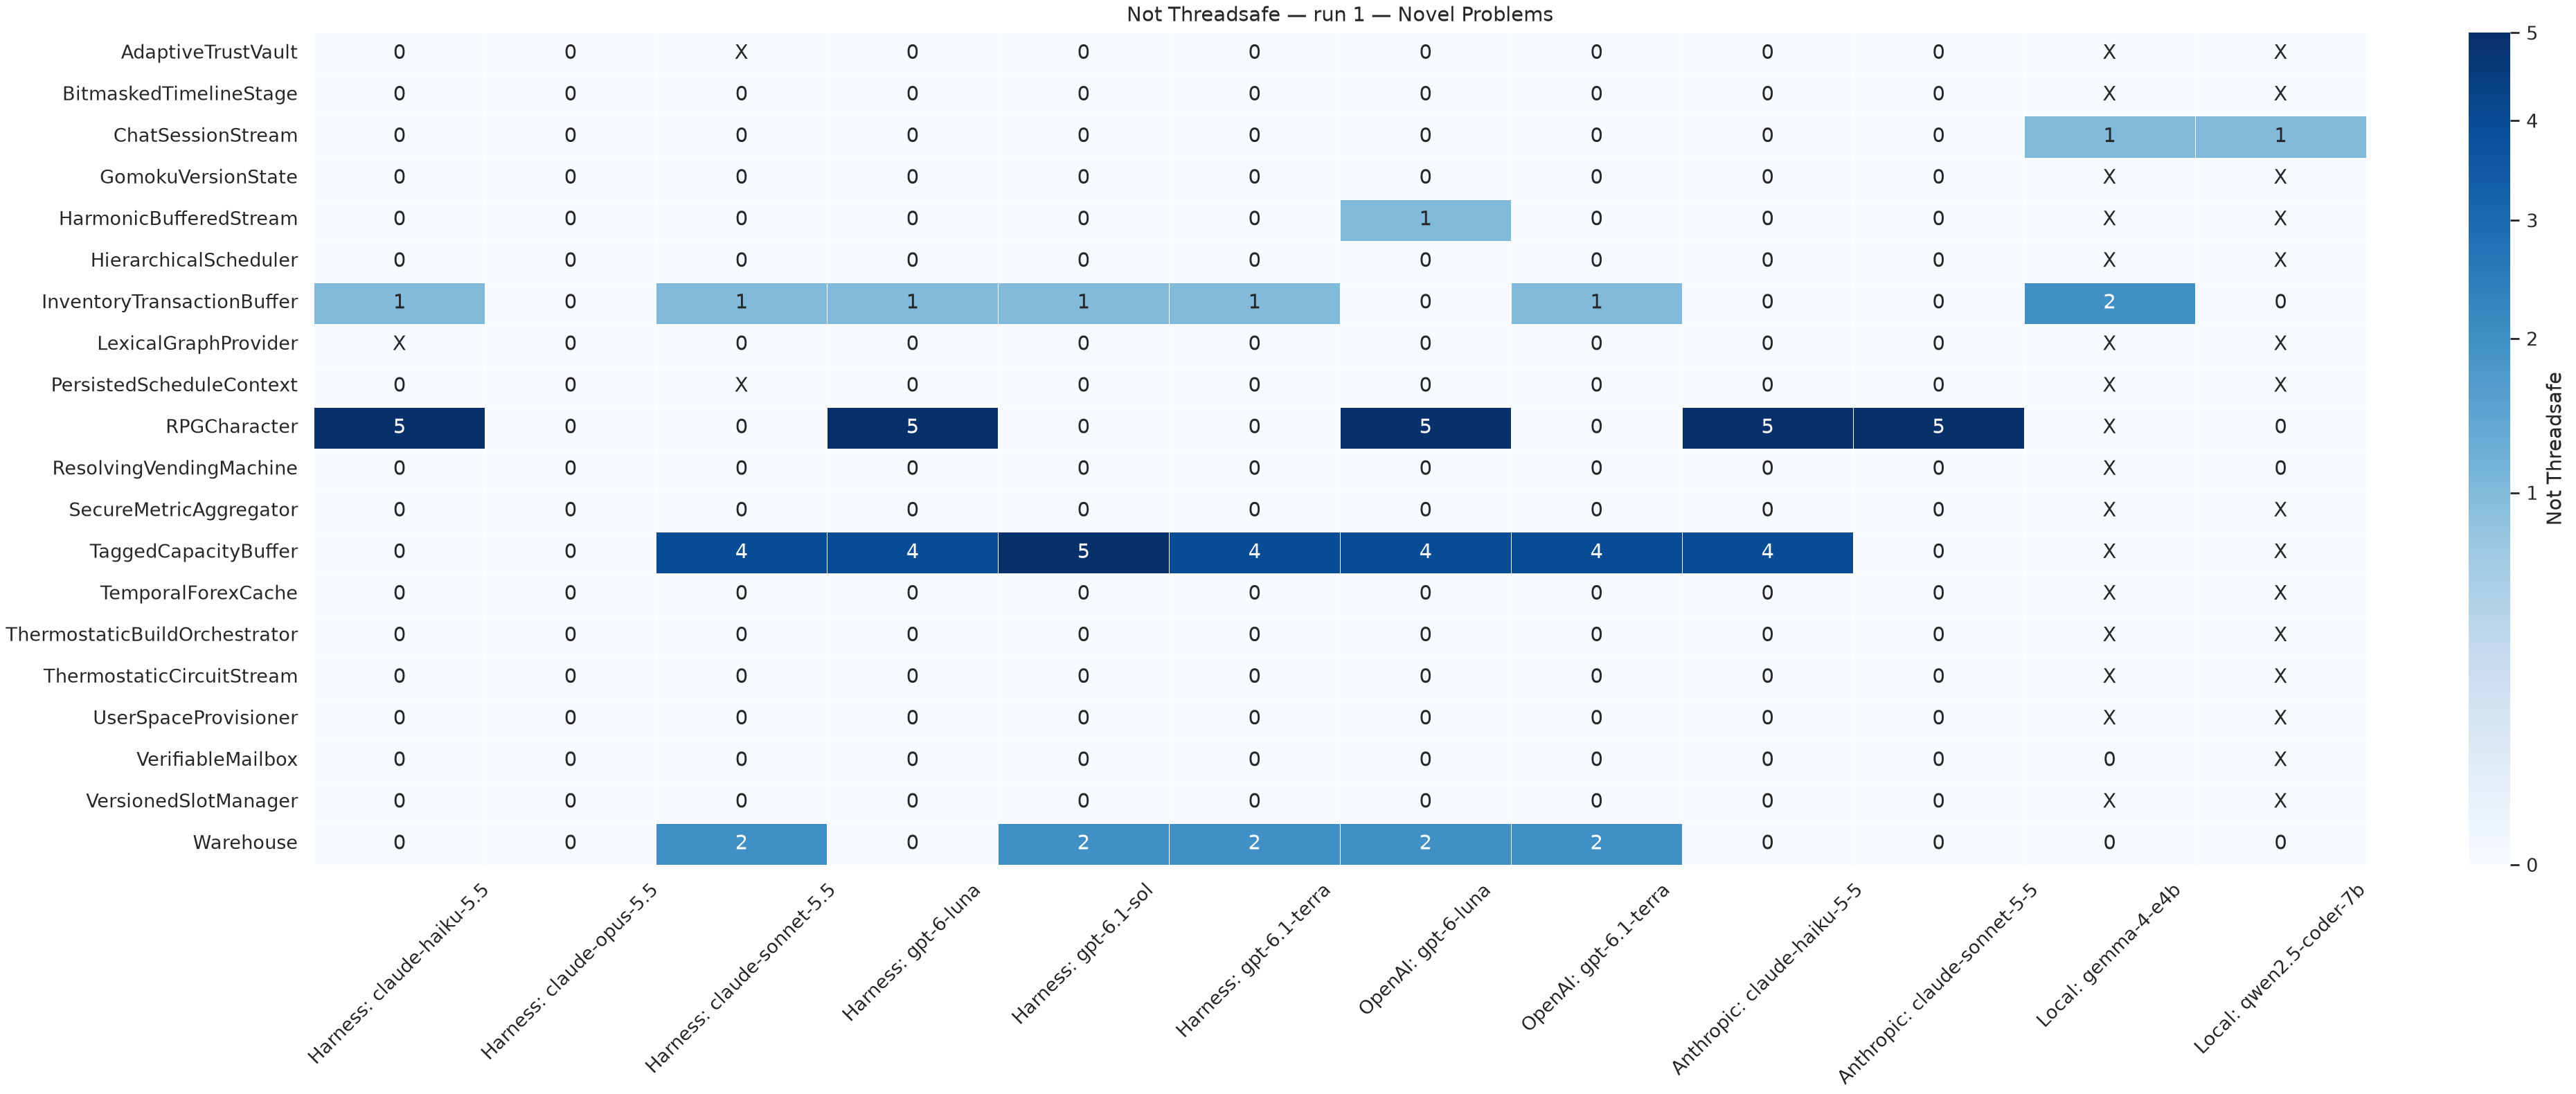 Not Threadsafe — run 1 — Novel Problems
AdaptiveTrustVault 0 0 X 0 0 0 0 0 0 0 X X
BitmaskedTimelineStage 0 0 0 0 0 0 0 0 0 0 X X
ChatSessionStream 0 0 0 0 0 0 0 0 0 0 1 1
GomokuVersionState 0 0 0 0 0 0 0 0 0 0 X X
HarmonicBufferedStream 0 0 0 0 0 0 1 0 0 0 X X
HierarchicalScheduler 0 0 0 0 0 0 0 0 0 0 X X
InventoryTransactionBuffer 1 0 1 1 1 1 0 1 0 0 2 0
LexicalGraphProvider X 0 0 0 0 0 0 0 0 0 X X
PersistedScheduleContext 0 0 X 0 0 0 0 0 0 0 X X
RPGCharacter 5 0 0 5 0 0 5 0 5 5 X 0
ResolvingVendingMachine 0 0 0 0 0 0 0 0 0 0 X 0
SecureMetricAggregator 0 0 0 0 0 0 0 0 0 0 X X
TaggedCapacityBuffer 0 0 4 4 5 4 4 4 4 0 X X
TemporalForexCache 0 0 0 0 0 0 0 0 0 0 X X
ThermostaticBuildOrchestrator 0 0 0 0 0 0 0 0 0 0 X X
ThermostaticCircuitStream 0 0 0 0 0 0 0 0 0 0 X X
UserSpaceProvisioner 0 0 0 0 0 0 0 0 0 0 X X
VerifiableMailbox 0 0 0 0 0 0 0 0 0 0 0 X
VersionedSlotManager 0 0 0 0 0 0 0 0 0 0 X X
Warehouse 0 0 2 0 2 2 2 2 0 0 0 0
Harness: claude-haiku-5.5
Harness: claude-opus-5.5
Harness: claude-sonnet-5.5
Harness: gpt-6-luna
Harness: gpt-6.1-sol
Harness: gpt-6.1-terra
OpenAI: gpt-6-luna
OpenAI: gpt-6.1-terra
Anthropic: claude-haiku-5-5
Anthropic: claude-sonnet-5-5
Local: gemma-4-e4b
Local: qwen2.5-coder-7b
5
4
3
2
1
0
Not Threadsafe